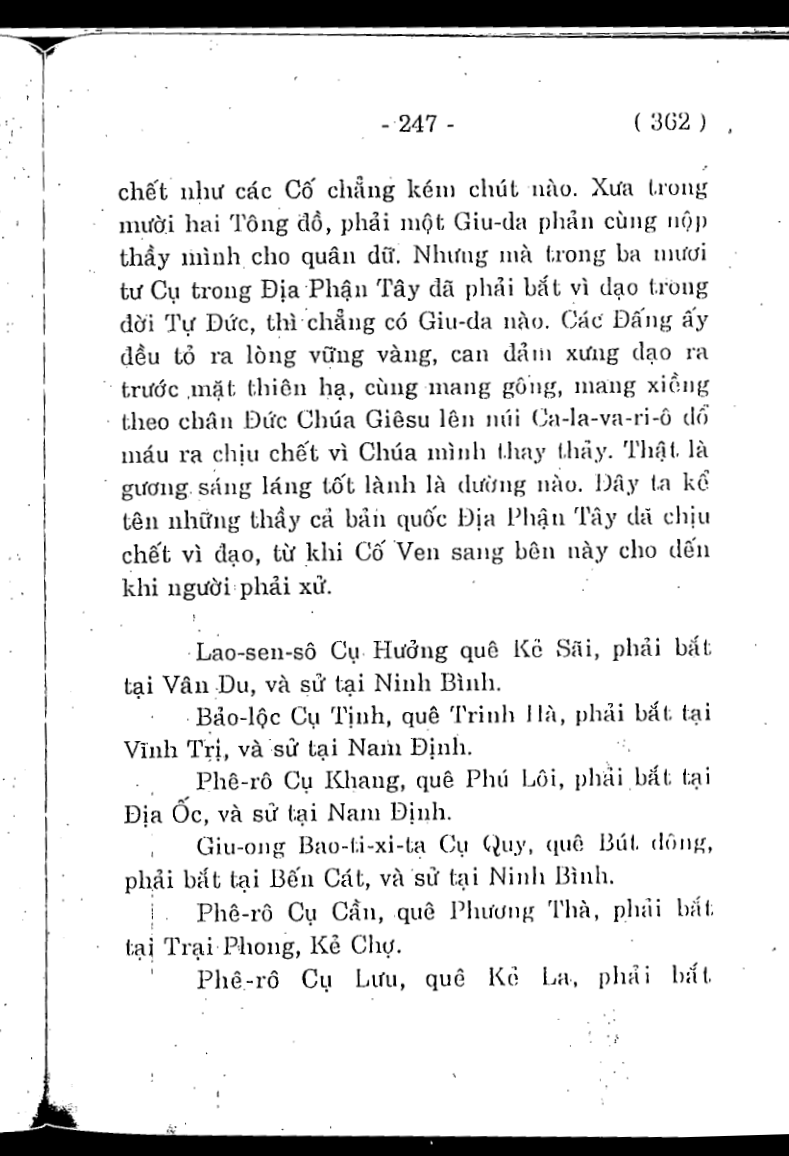 - 247 - ( 362 )
chết như các Cố chẳng kém chút nào. Xưa trong
mười hai Tông đồ, phải một Giu-da phản cùng nộp
thầy mình cho quân dữ. Nhưng mà trong ba mươi
tư Cụ trong Địa Phận Tây đã phải bắt vì đạo trong
đời Tự Đức, thì chẳng có Giu-da nào. Các Đấng ấy
đều tỏ ra lòng vững vàng, can đảm xưng đạo ra
trước mặt thiên hạ, cùng mang gông, mang xiềng
theo chân Đức Chúa Giêsu lên núi Ca-la-va-ri-ô đổ
máu ra chịu chết vì Chúa mình thay thảy. Thật là
gương sáng láng tốt lành là dường nào. Đây ta kể
tên những thầy cả bản quốc Địa Phận Tây đã chịu
chết vì đạo, từ khi Cố Ven sang bên này cho đến
khi người phải xử.
Lao-sen-sô Cụ Hưởng quê Kẻ Sãi, phải bắt
tại Vân Du, và sử tại Ninh Bình.
Bảo-lộc Cụ Tịnh, quê Trinh Hà, phải bắt tại
Vĩnh Trị, và sử tại Nam Định.
Phê-rô Cụ Khang, quê Phú Lôi, phải bắt tại
Địa Ốc, và sử tại Nam Định.
Giu-ong Bao-ti-xi-ta Cụ Quy, quê Bút đông,
phải bắt tại Bến Cát, và sử tại Ninh Bình.
Phê-rô Cụ Cần, quê Phương Thà, phải bắt
tại Trại Phong, Kẻ Chợ.
Phê-rô Cụ Lưu, quê Kẻ La, phải bắt